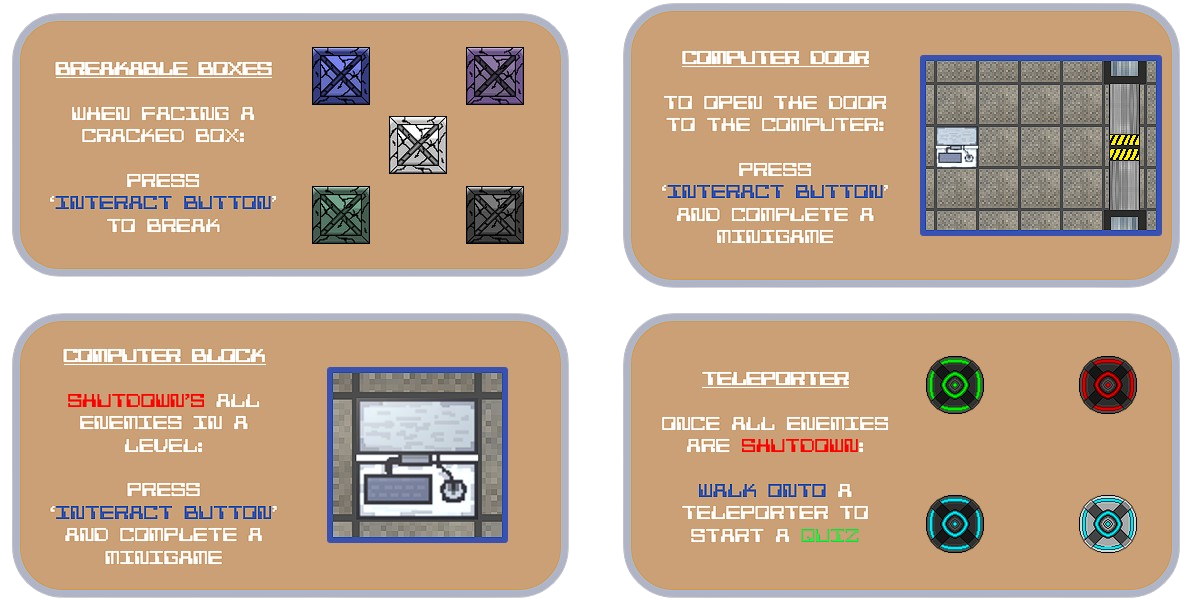 BREAKABLE BOXES
WHEN FACING A
CRACKED BOX:
PRESS
'INTERACT BUTTON'
TO BREAK
COMPUTER DOOR
TO OPEN THE DOOR
TO THE COMPUTER:
PRESS
'INTERACT BUTTON'
AND COMPLETE A
MINIGAME
COMPUTER BLOCK
SHUTDOWN'S ALL
ENEMIES IN A
LEVEL:
PRESS
'INTERACT BUTTON'
AND COMPLETE A
MINIGAME
TELEPORTER
ONCE ALL ENEMIES
ARE SHUTDOWN:
WALK ONTO A
TELEPORTER TO
START A QUIZ